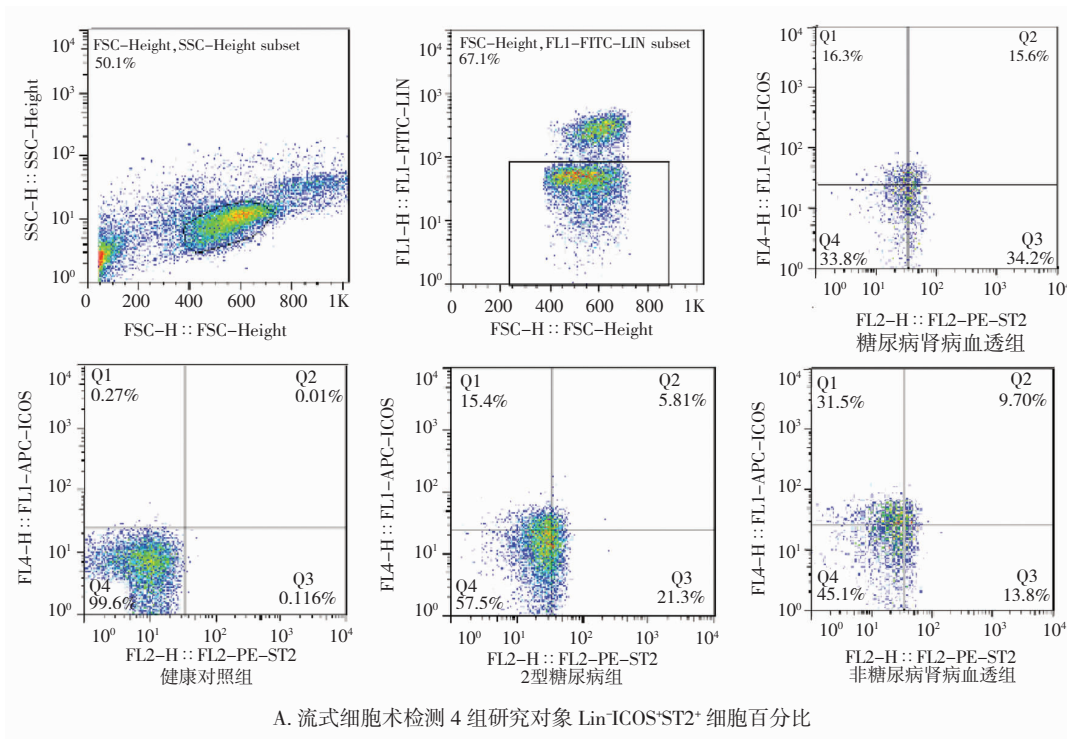 FSC-Height,SSC-Height subset
50.1%
10⁴
10³
10²
10¹
10⁰
SSC-H :: SSC-Height
0 200 400 600 800 1K
FSC-H :: FSC-Height
FSC-Height,FL1-FITC-LIN subset
67.1%
10⁴
10³
10²
10¹
10⁰
FL1-H :: FL1-FITC-LIN
0 200 400 600 800 1K
FSC-H :: FSC-Height
Q1
16.3%
Q2
15.6%
10⁴
10³
10²
10¹
10⁰
FL4-H :: FL1-APC-ICOS
Q4
33.8%
Q3
34.2%
10⁰ 10¹ 10² 10³ 10⁴
FL2-H :: FL2-PE-ST2
糖尿病肾病血透组
Q1
0.27%
Q2
0.01%
10⁴
10³
10²
10¹
10⁰
FL4-H :: FL1-APC-ICOS
Q4
99.6%
Q3
0.116%
10⁰ 10¹ 10² 10³ 10⁴
FL2-H :: FL2-PE-ST2
健康对照组
Q1
15.4%
Q2
5.81%
10⁴
10³
10²
10¹
10⁰
FL4-H :: FL1-APC-ICOS
Q4
57.5%
Q3
21.3%
10⁰ 10¹ 10² 10³ 10⁴
FL2-H :: FL2-PE-ST2
2型糖尿病组
Q1
31.5%
Q2
9.70%
10⁴
10³
10²
10¹
10⁰
FL4-H :: FL1-APC-ICOS
Q4
45.1%
Q3
13.8%
10⁰ 10¹ 10² 10³ 10⁴
FL2-H :: FL2-PE-ST2
非糖尿病肾病血透组
A. 流式细胞术检测 4 组研究对象 Lin⁻ICOS⁺ST2⁺ 细胞百分比